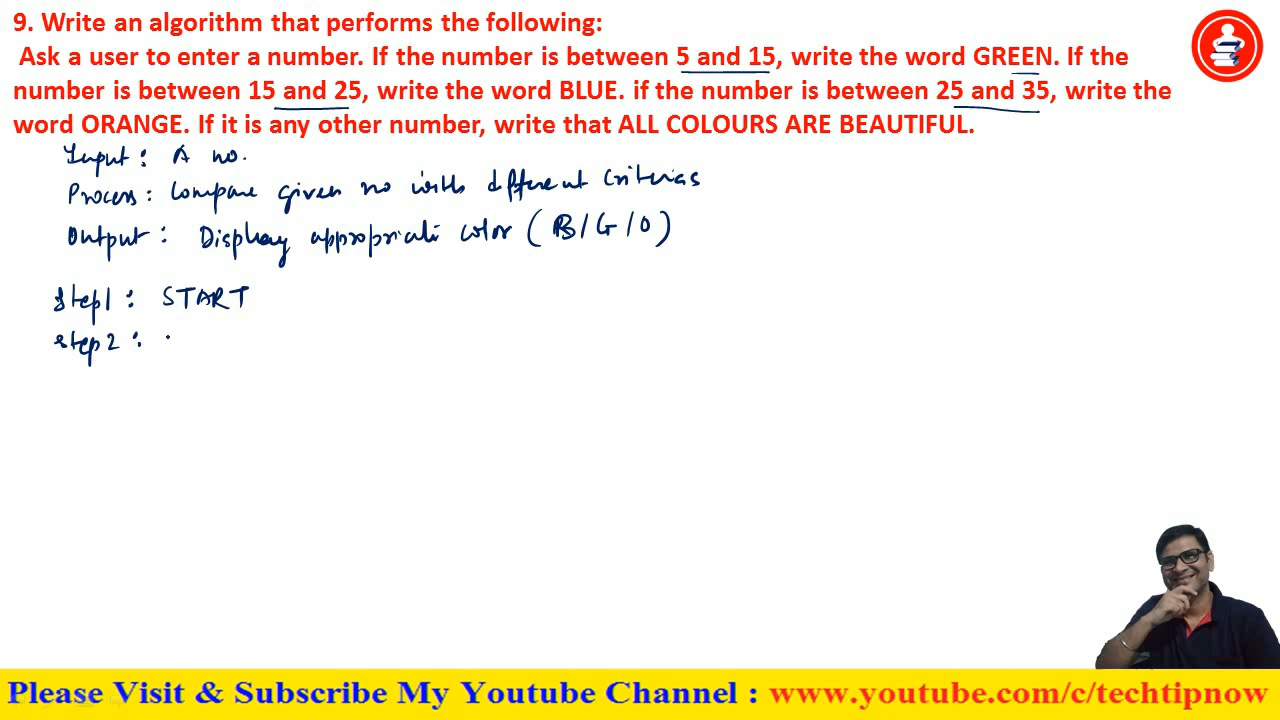 9. Write an algorithm that performs the following:
Ask a user to enter a number. If the number is between 5 and 15, write the word GREEN. If the
number is between 15 and 25, write the word BLUE. if the number is between 25 and 35, write the
word ORANGE. If it is any other number, write that ALL COLOURS ARE BEAUTIFUL.
Input : A no.
Process : Compare given no with different criterias
Output : Display appropriate color ( B / G / O )
Step1 : START
Step2 :
Please Visit & Subscribe My Youtube Channel : www.youtube.com/c/techtipnow